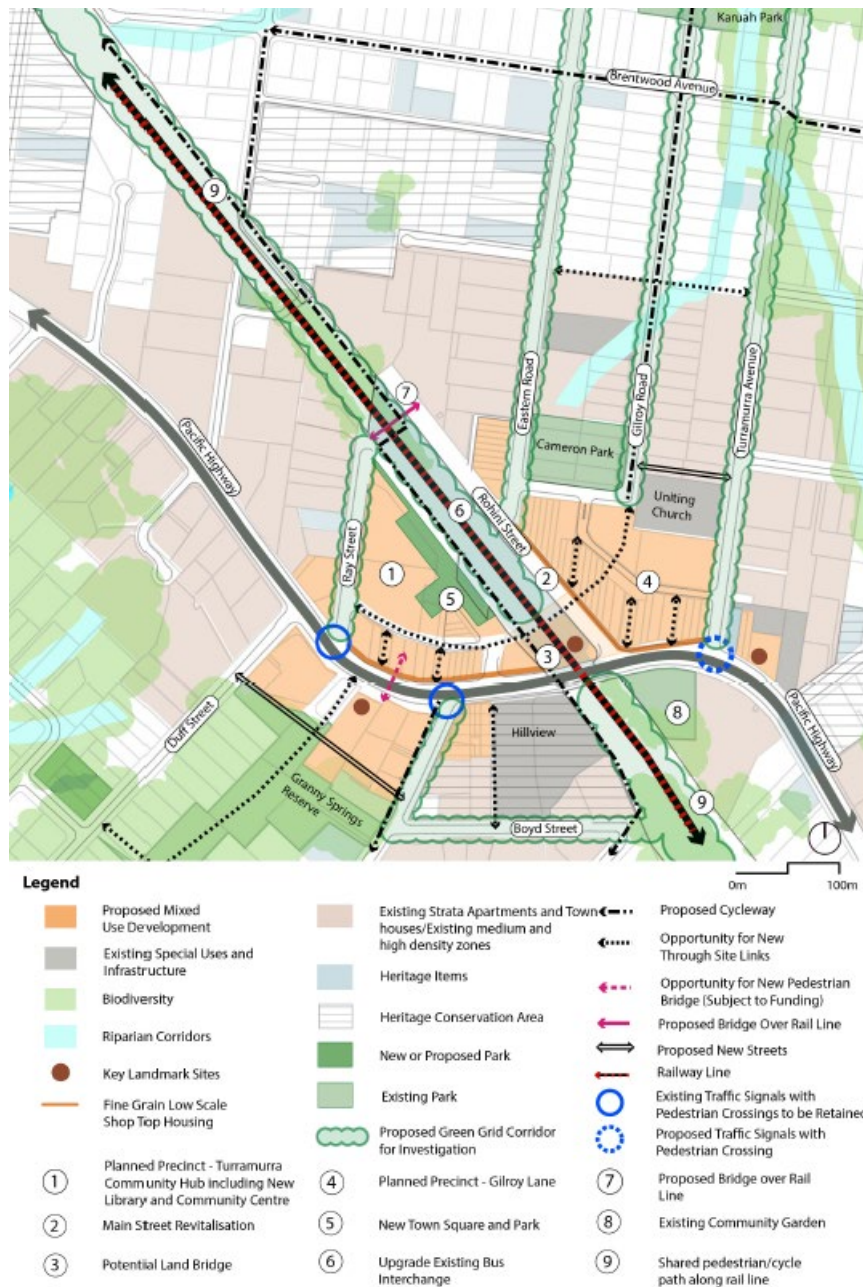 Karuah Park
Brentwood Avenue
9
7
Pacific Highway
Eastern Road
Gilroy Road
Turramurra Avenue
Cameron Park
Rohini Street
6
Uniting
Church
Ray Street
1
2
4
5
3
8
Hillview
Duff Street
Granny Springs
Reserve
Boyd Street
9
Pacific Highway
0m
100m
Legend
Proposed Mixed
Use Development
Existing Special Uses and
Infrastructure
Biodiversity
Riparian Corridors
Key Landmark Sites
Fine Grain Low Scale
Shop Top Housing
Existing Strata Apartments and Town
houses/Existing medium and
high density zones
Heritage Items
Heritage Conservation Area
New or Proposed Park
Existing Park
Proposed Green Grid Corridor
for Investigation
Proposed Cycleway
Opportunity for New
Through Site Links
Opportunity for New Pedestrian
Bridge (Subject to Funding)
Proposed Bridge Over Rail Line
Proposed New Streets
Railway Line
Existing Traffic Signals with
Pedestrian Crossings to be Retained
Proposed Traffic Signals with
Pedestrian Crossing
1
Planned Precinct - Turramurra
Community Hub including New
Library and Community Centre
2
Main Street Revitalisation
3
Potential Land Bridge
4
Planned Precinct - Gilroy Lane
5
New Town Square and Park
6
Upgrade Existing Bus
Interchange
7
Proposed Bridge over Rail
Line
8
Existing Community Garden
9
Shared pedestrian/cycle
path along rail line